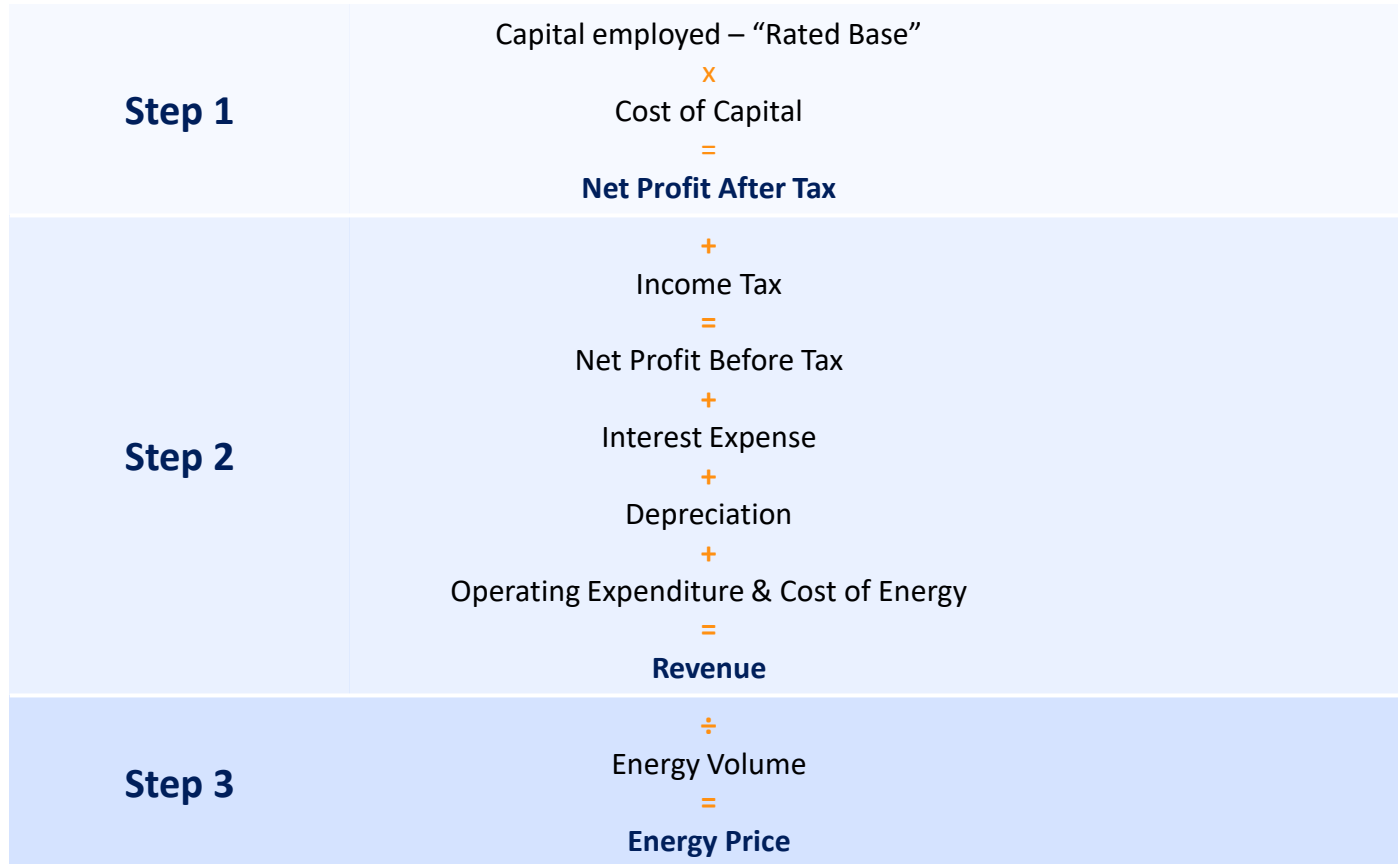 Step 1
Capital employed – “Rated Base”
x
Cost of Capital
=
Net Profit After Tax
Step 2
+
Income Tax
=
Net Profit Before Tax
+
Interest Expense
+
Depreciation
+
Operating Expenditure & Cost of Energy
=
Revenue
Step 3
÷
Energy Volume
=
Energy Price